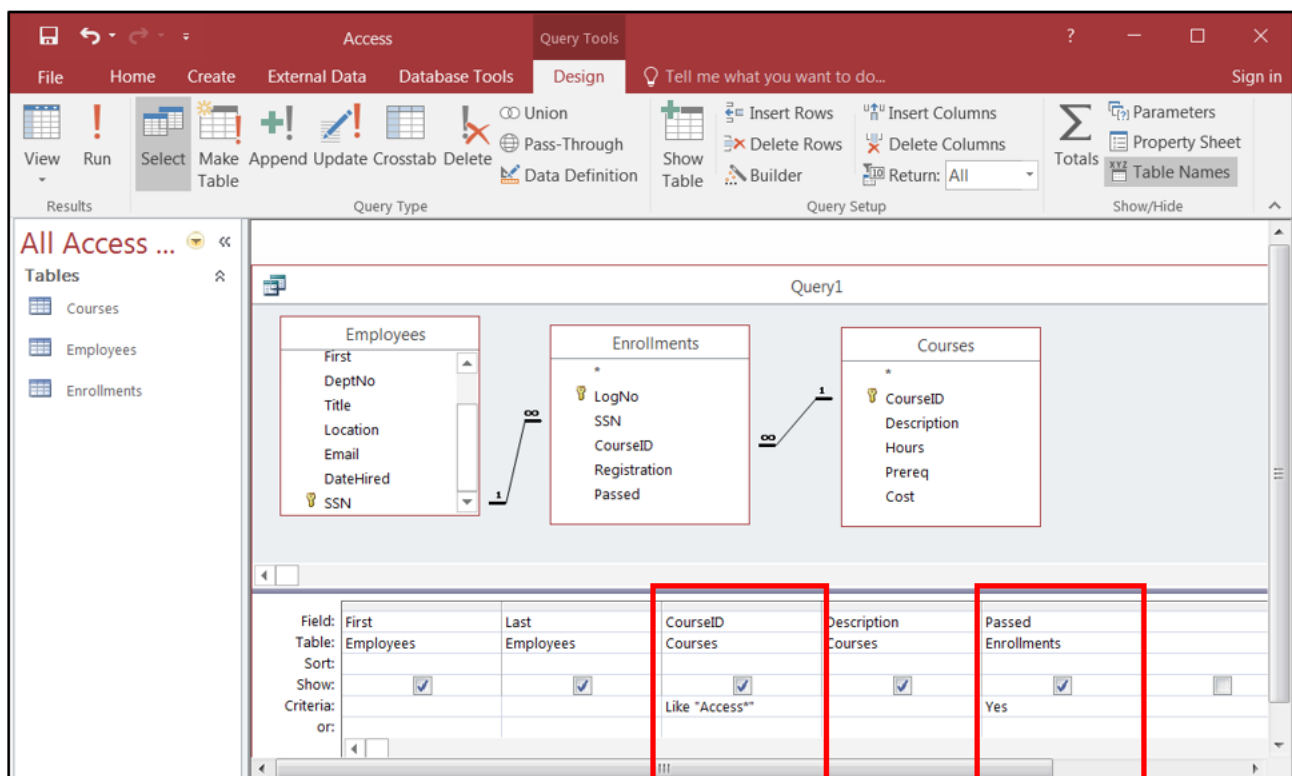 Access Query Tools ?
File Home Create External Data Database Tools Design Tell me what you want to do... Sign in
View Run Select Make Table Append Update Crosstab Delete
Union
Pass-Through
Data Definition
Show Table
Insert Rows
Delete Rows
Builder
Insert Columns
Delete Columns
Return: All
Totals
Parameters
Property Sheet
XYZ Table Names
Results Query Type Query Setup Show/Hide
All Access ...
Tables
Courses
Employees
Enrollments
Query1
Employees
First
DeptNo
Title
Location
Email
DateHired
SSN
1
∞
Enrollments
*
LogNo
SSN
CourseID
Registration
Passed
∞
1
Courses
*
CourseID
Description
Hours
Prereq
Cost
Field: First Last CourseID Description Passed
Table: Employees Employees Courses Courses Enrollments
Sort:
Show:
Criteria: Like "Access*" Yes
or: